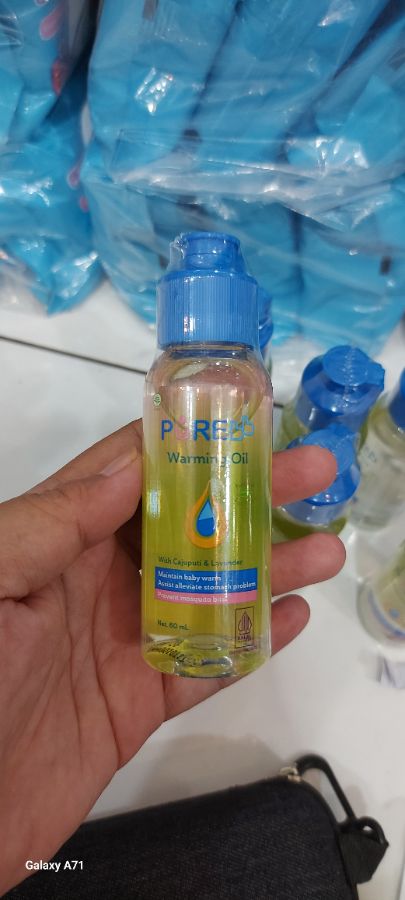 PUREBB
Warming Oil
With Cajuputi & Lavender
Maintain baby warm
Assist alleviate stomach problem
Prevent mosquito bite
Net. 60 mL
Galaxy A71